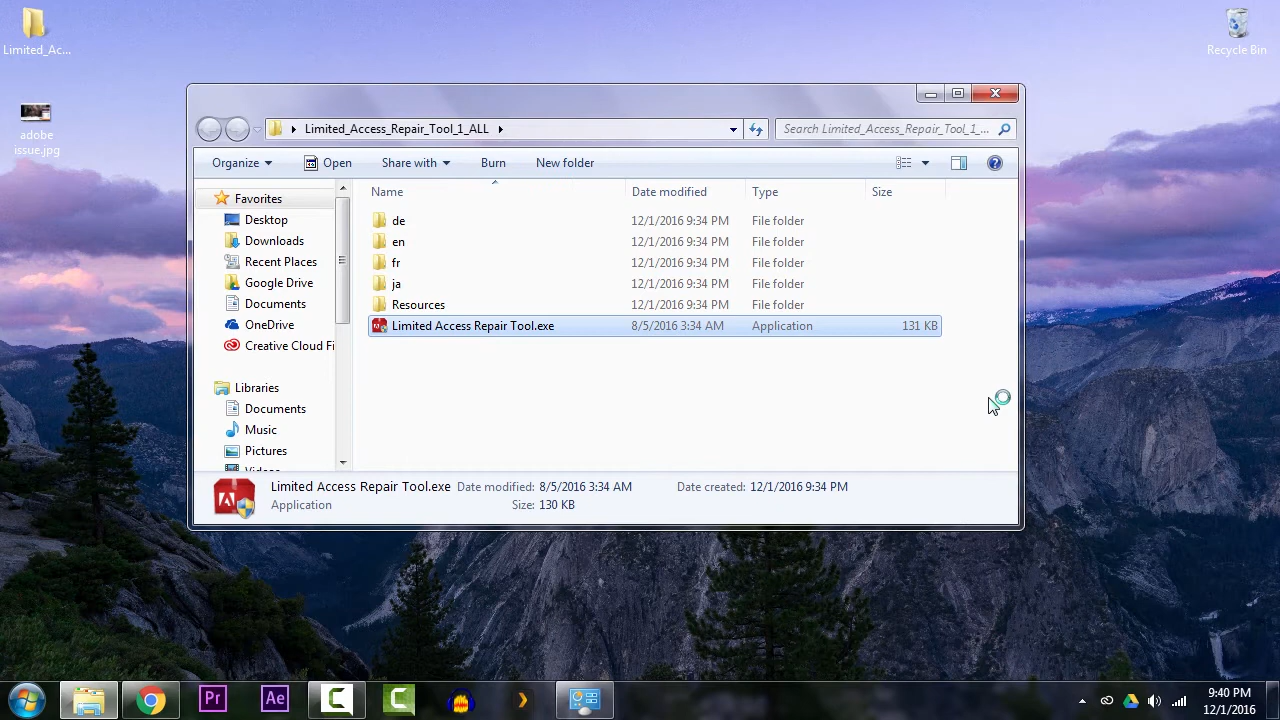 Limited_Ac...
Recycle Bin
adobe
issue.jpg
Limited_Access_Repair_Tool_1_ALL
Search Limited_Access_Repair_Tool_1_...
Organize
Open
Share with
Burn
New folder
Name
Date modified
Type
Size
Favorites
Desktop
Downloads
Recent Places
Google Drive
Documents
OneDrive
Creative Cloud Fi
Libraries
Documents
Music
Pictures
Videos
de 12/1/2016 9:34 PM File folder
en 12/1/2016 9:34 PM File folder
fr 12/1/2016 9:34 PM File folder
ja 12/1/2016 9:34 PM File folder
Resources 12/1/2016 9:34 PM File folder
Limited Access Repair Tool.exe 8/5/2016 3:34 AM Application 131 KB
Limited Access Repair Tool.exe Date modified: 8/5/2016 3:34 AM Date created: 12/1/2016 9:34 PM
Application Size: 130 KB
Pr
Ae
9:40 PM
12/1/2016